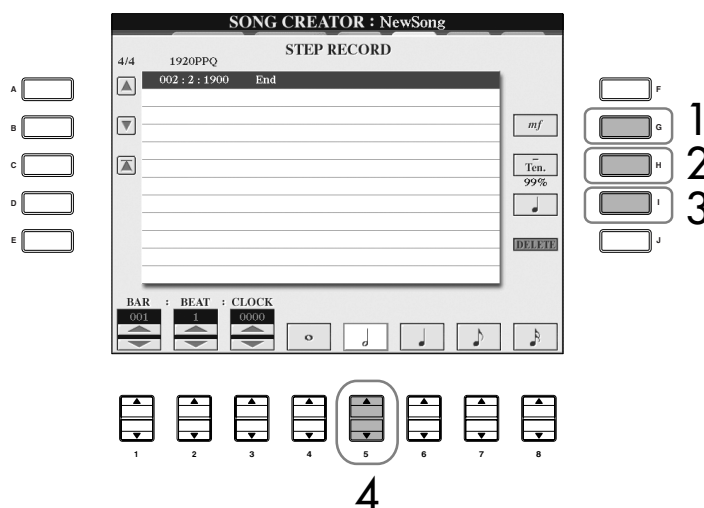 SONG CREATOR : NewSong
STEP RECORD
4/4 1920PPQ
002 : 2 : 1900 End
A
B
C
D
E
mf
Ten.
99%
DELETE
F
G
H
I
J
1
2
3
BAR : BEAT : CLOCK
001 1 0000
1 2 3 4 5 6 7 8
4